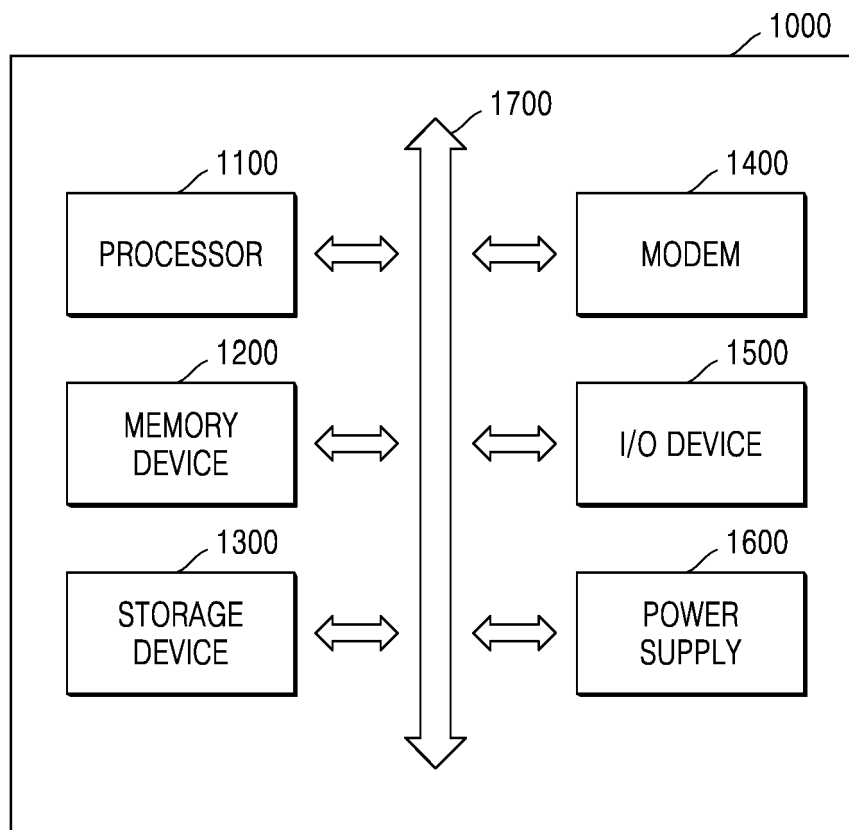 1000
1700
1100
PROCESSOR
1400
MODEM
1200
MEMORY
DEVICE
1500
I/O DEVICE
1300
STORAGE
DEVICE
1600
POWER
SUPPLY